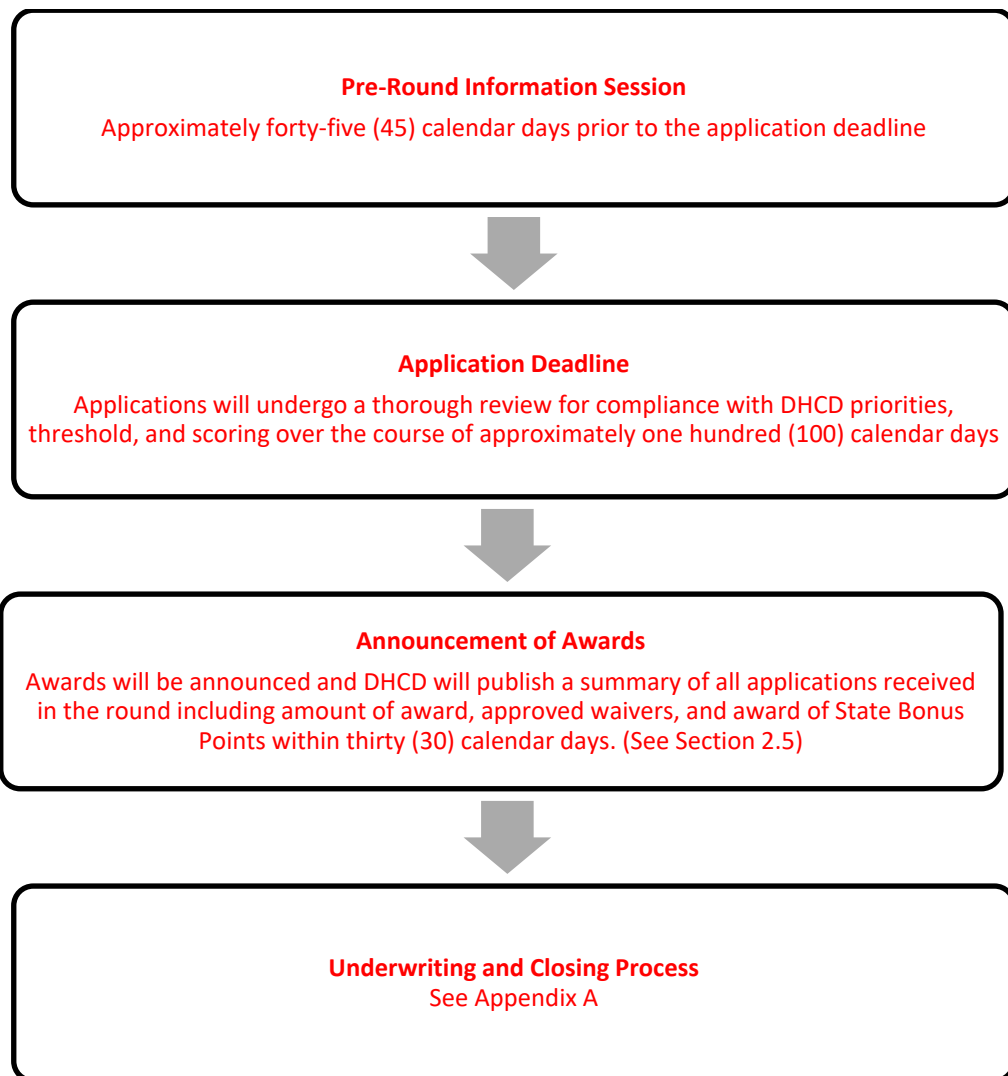 Pre-Round Information Session
Approximately forty-five (45) calendar days prior to the application deadline
Application Deadline
Applications will undergo a thorough review for compliance with DHCD priorities,
threshold, and scoring over the course of approximately one hundred (100) calendar days
Announcement of Awards
Awards will be announced and DHCD will publish a summary of all applications received
in the round including amount of award, approved waivers, and award of State Bonus
Points within thirty (30) calendar days. (See Section 2.5)
Underwriting and Closing Process
See Appendix A